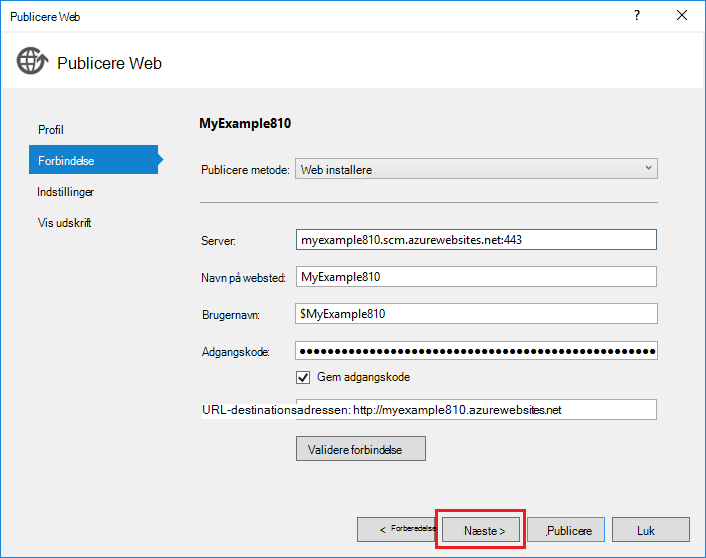 Publicere Web
?
Publicere Web
Profil
Forbindelse
Indstillinger
Vis udskrift
MyExample810
Publicere metode: Web installere
Server: myexample810.scm.azurewebsites.net:443
Navn på websted: MyExample810
Brugernavn: $MyExample810
Adgangskode: ●●●●●●●●●●●●●●●●●●●●●●●●●●●●●●●●●●●●●●●●●●●●●●●●●●
Gem adgangskode
URL-destinationsadressen: http://myexample810.azurewebsites.net
Validere forbindelse
< Forberedelse Næste > Publicere Luk